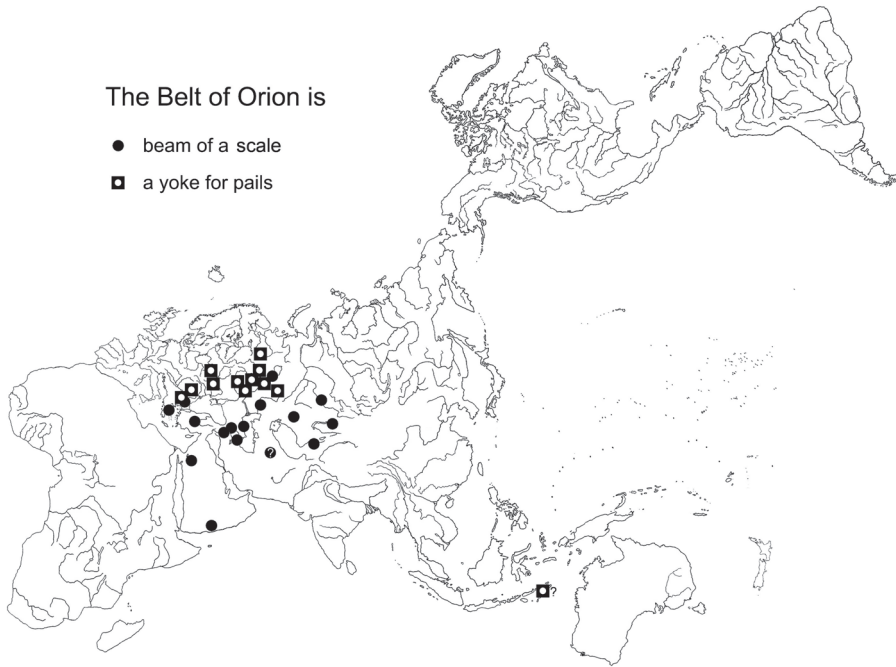 The Belt of Orion is
beam of a scale
a yoke for pails
?
?